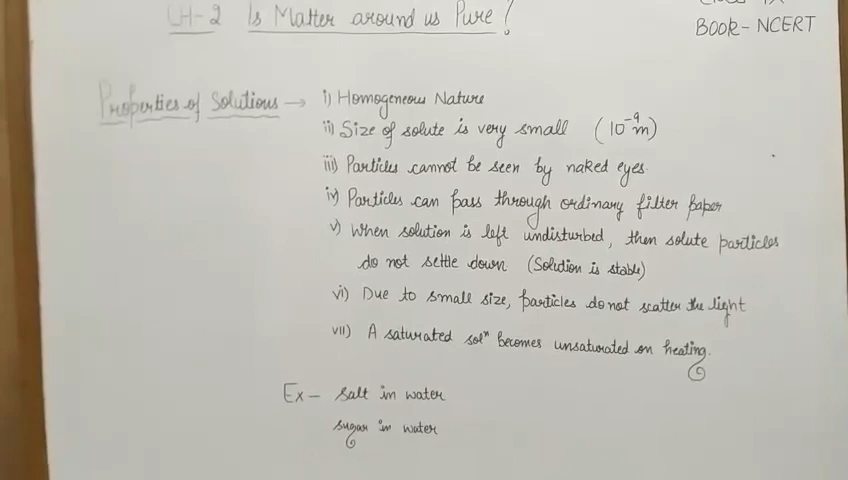 CH-2 Is Matter around us Pure?
BOOK- NCERT
Properties of Solutions → i) Homogeneous Nature
ii) Size of solute is very small (10⁻⁹m)
iii) Particles cannot be seen by naked eyes.
iv) Particles can pass through ordinary filter paper
v) When solution is left undisturbed, then solute particles
do not settle down (Solution is stable)
vi) Due to small size, particles do not scatter the light
vii) A saturated solⁿ becomes unsaturated on heating.
Ex- Salt in water
sugar in water